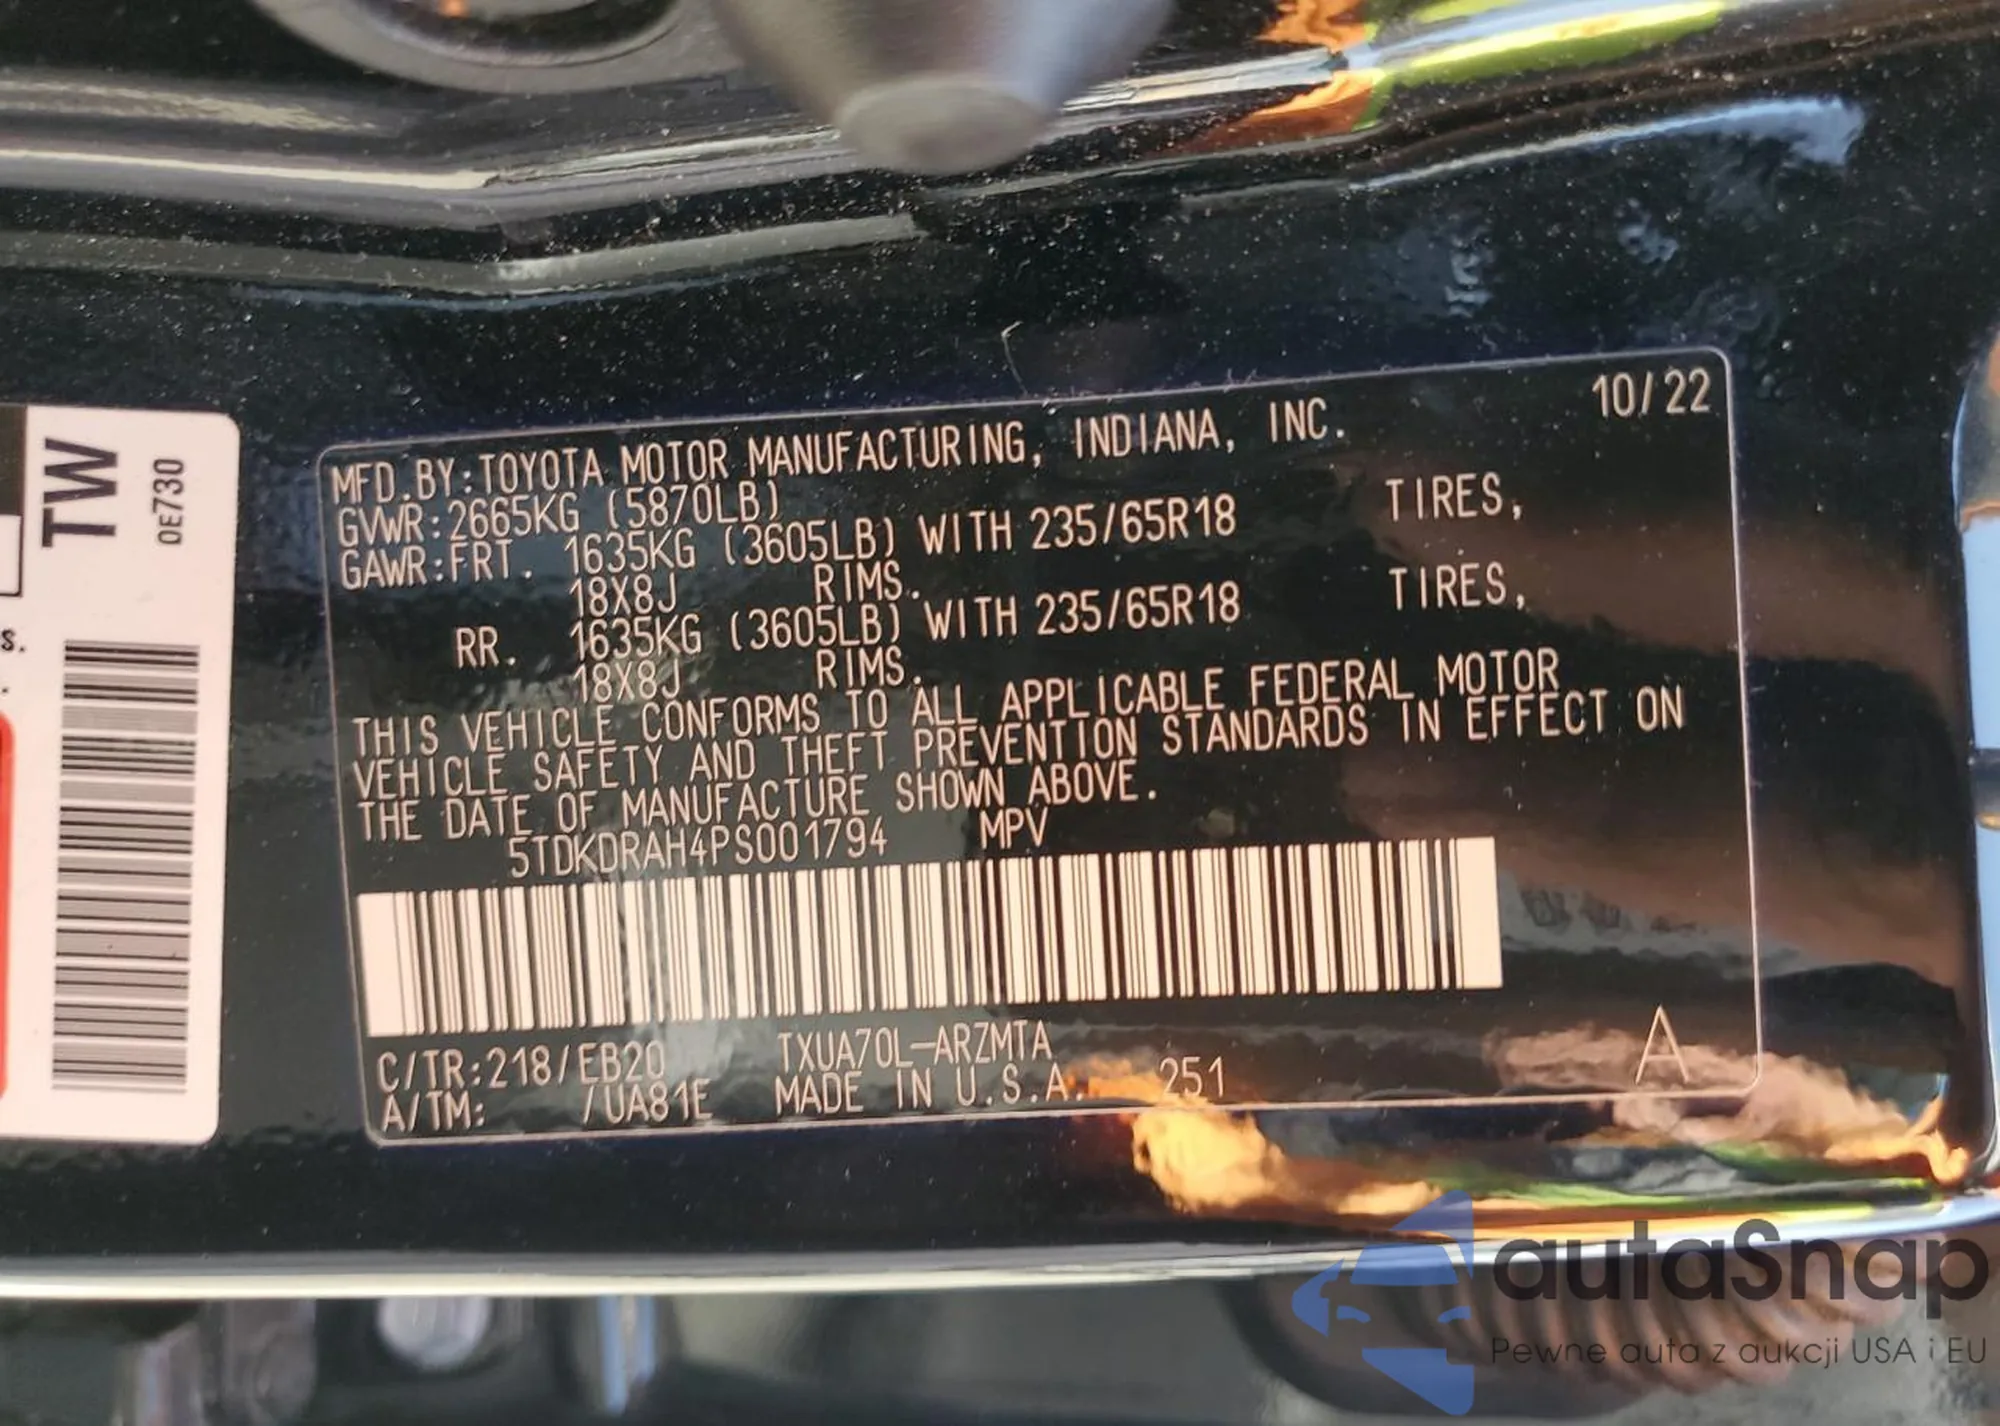 TW
0E730
s.
10/22
MFD.BY:TOYOTA MOTOR MANUFACTURING, INDIANA, INC.
GVWR:2665KG (5870LB)
GAWR:FRT. 1635KG (3605LB) WITH 235/65R18 TIRES,
18X8J RIMS.
RR. 1635KG (3605LB) WITH 235/65R18 TIRES,
18X8J RIMS.
THIS VEHICLE CONFORMS TO ALL APPLICABLE FEDERAL MOTOR
VEHICLE SAFETY AND THEFT PREVENTION STANDARDS IN EFFECT ON
THE DATE OF MANUFACTURE SHOWN ABOVE.
5TDKDRAH4PS001794 MPV
C/TR:218/EB20 TXUA70L-ARZMTA
A/TM: /UA81E MADE IN U.S.A. 251
A
autaSnap
Pewne auta z aukcji USA i EU